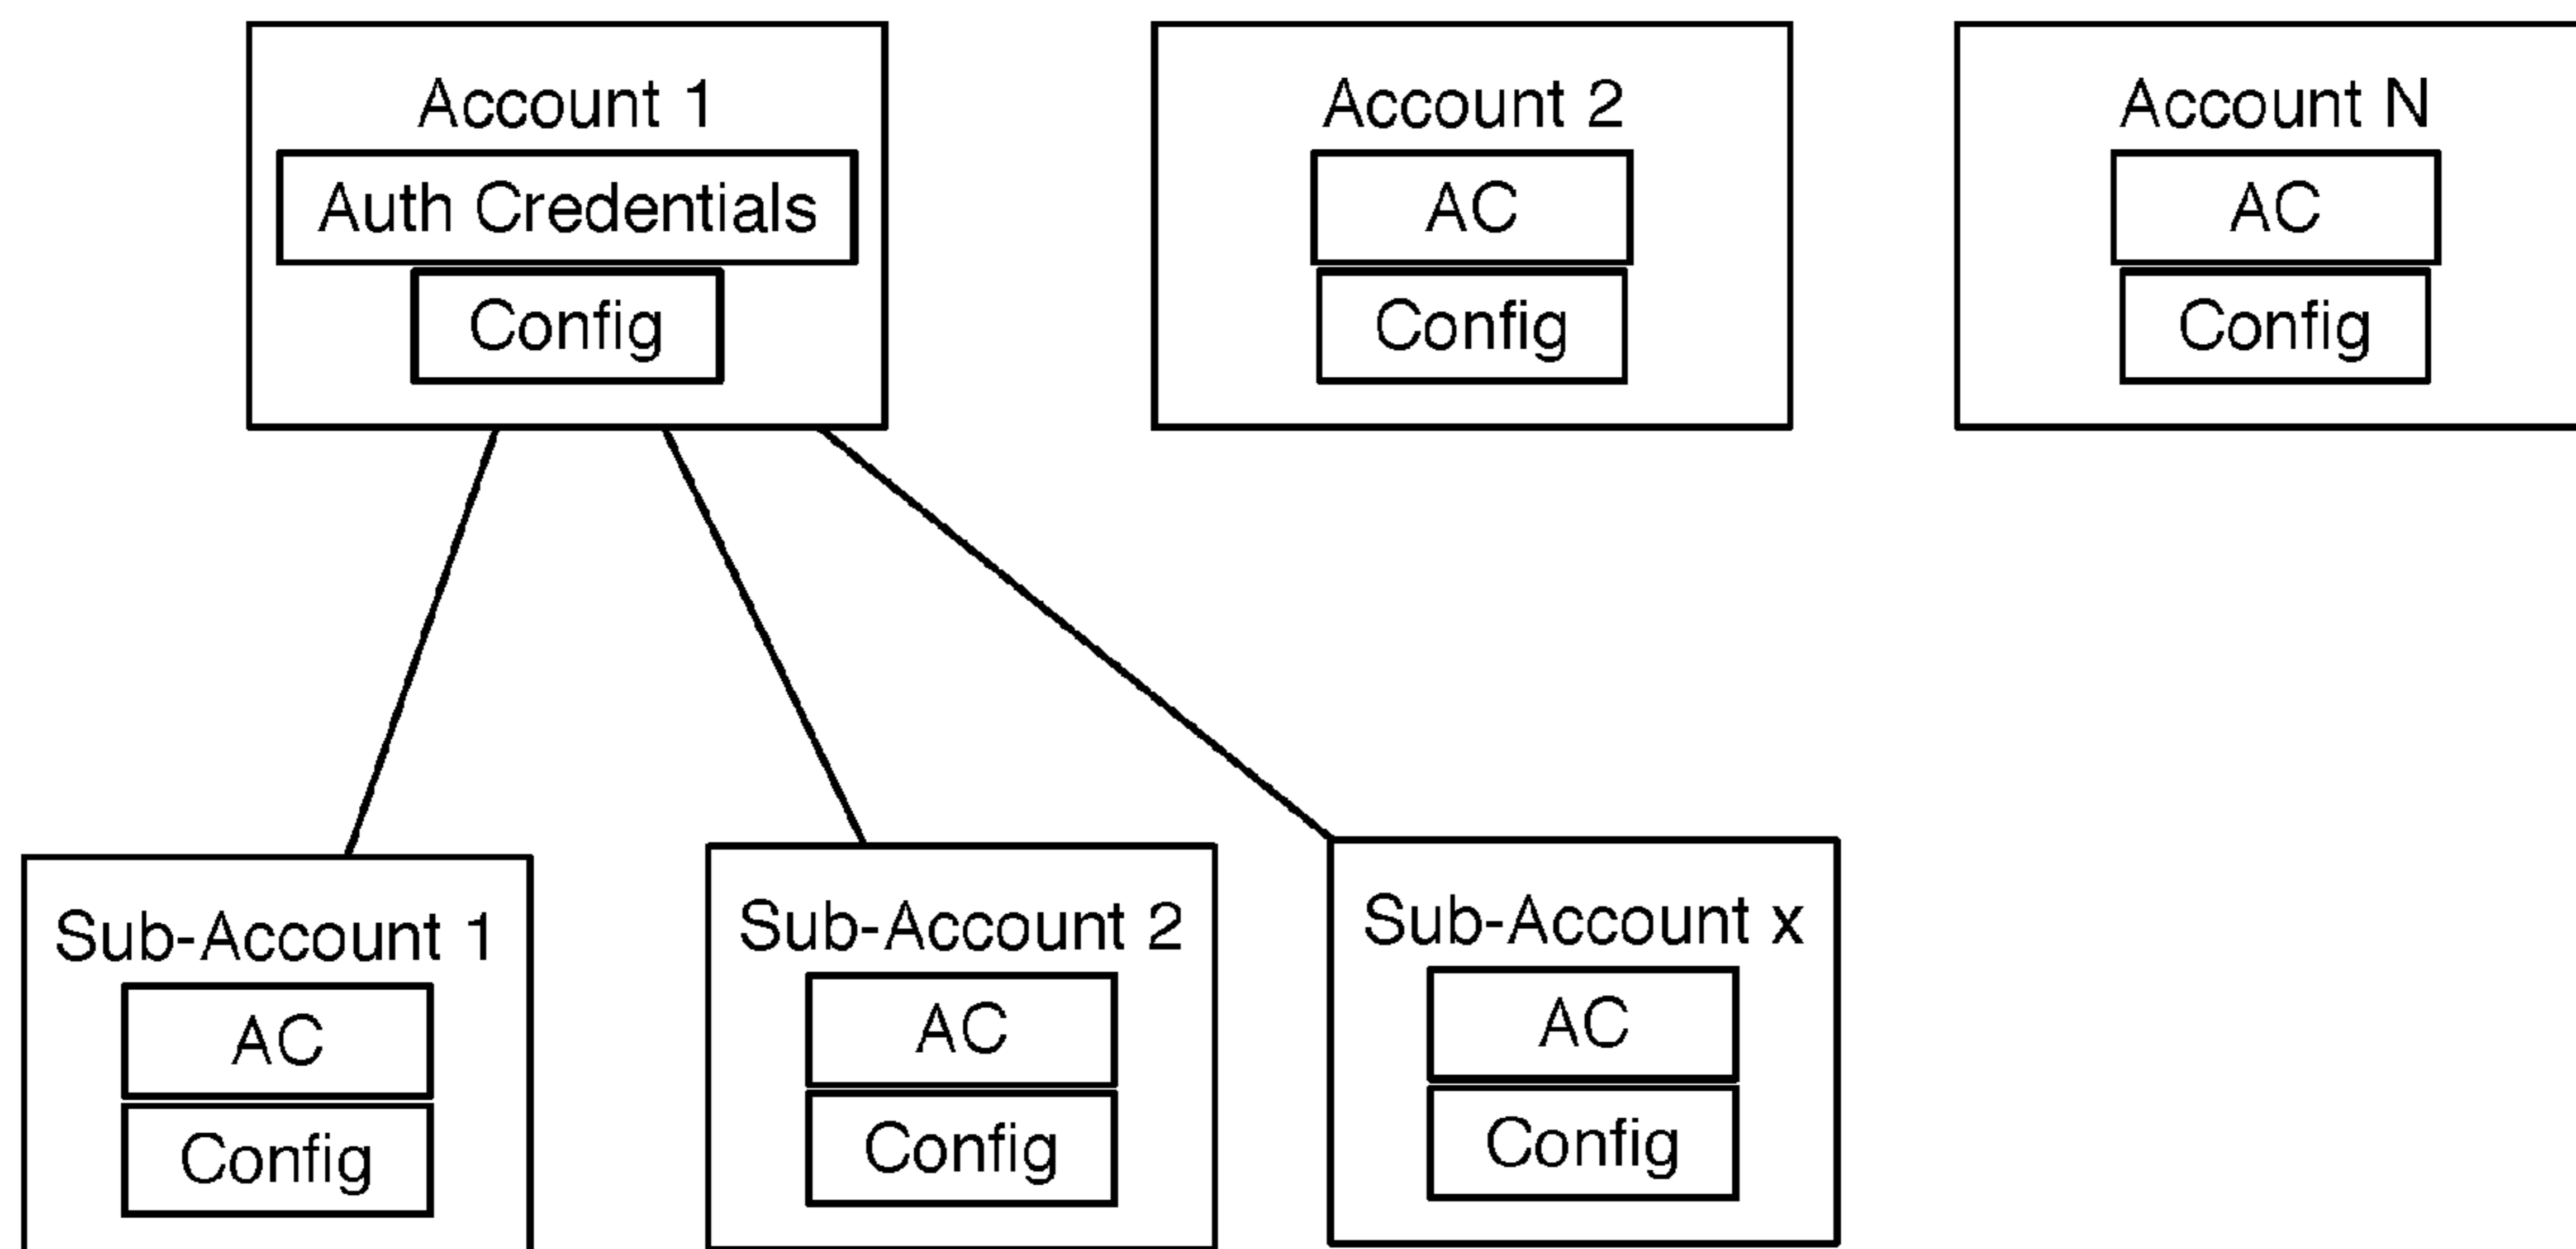 Account 1
Auth Credentials
Config
Account 2
AC
Config
Account N
AC
Config
Sub-Account 1
AC
Config
Sub-Account 2
AC
Config
Sub-Account x
AC
Config